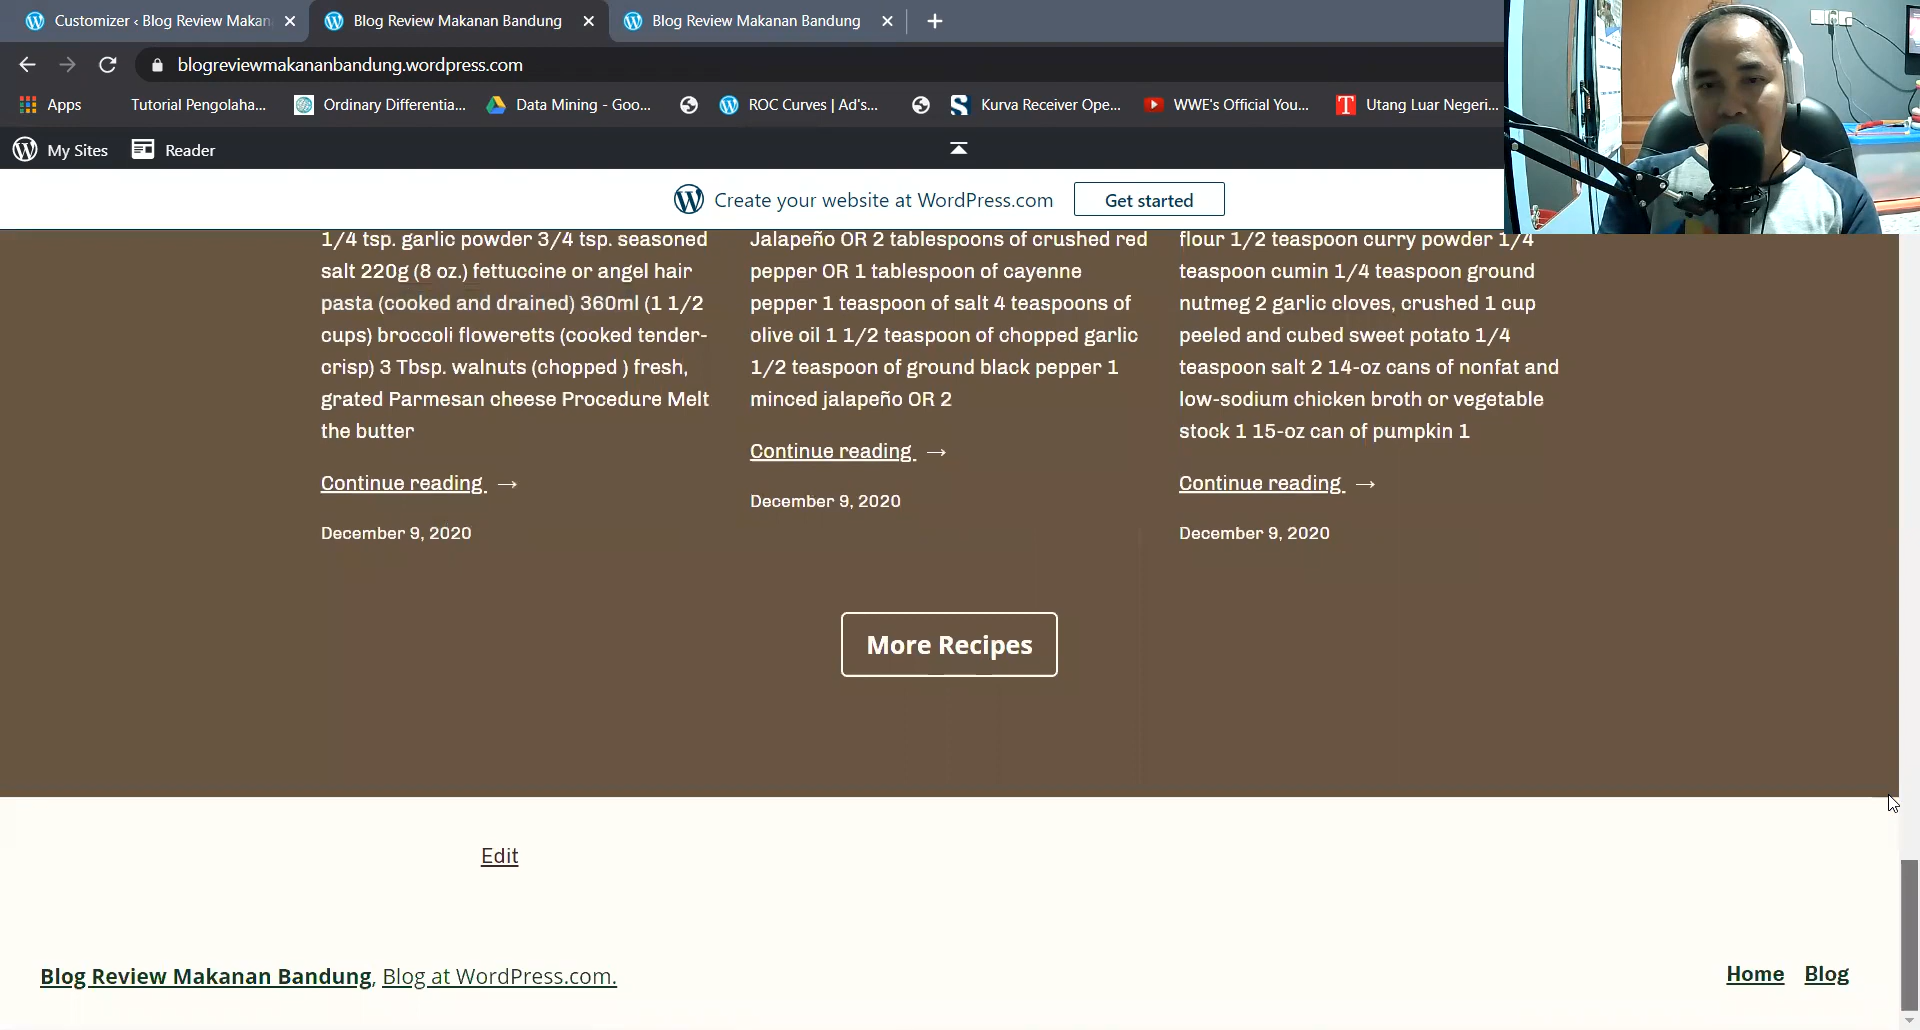 Customizer ‹ Blog Review Makan
Blog Review Makanan Bandung
Blog Review Makanan Bandung
blogreviewmakananbandung.wordpress.com
Apps
Tutorial Pengolaha...
Ordinary Differentia...
Data Mining - Goo...
ROC Curves | Ad's...
Kurva Receiver Ope...
WWE's Official You...
Utang Luar Negeri...
My Sites
Reader
Create your website at WordPress.com
Get started
1/4 tsp. garlic powder 3/4 tsp. seasoned
salt 220g (8 oz.) fettuccine or angel hair
pasta (cooked and drained) 360ml (1 1/2
cups) broccoli floweretts (cooked tender-
crisp) 3 Tbsp. walnuts (chopped ) fresh,
grated Parmesan cheese Procedure Melt
the butter
Continue reading →
December 9, 2020
Jalapeño OR 2 tablespoons of crushed red
pepper OR 1 tablespoon of cayenne
pepper 1 teaspoon of salt 4 teaspoons of
olive oil 1 1/2 teaspoon of chopped garlic
1/2 teaspoon of ground black pepper 1
minced jalapeño OR 2
Continue reading →
December 9, 2020
flour 1/2 teaspoon curry powder 1/4
teaspoon cumin 1/4 teaspoon ground
nutmeg 2 garlic cloves, crushed 1 cup
peeled and cubed sweet potato 1/4
teaspoon salt 2 14-oz cans of nonfat and
low-sodium chicken broth or vegetable
stock 1 15-oz can of pumpkin 1
Continue reading →
December 9, 2020
More Recipes
Edit
Blog Review Makanan Bandung, Blog at WordPress.com.
Home
Blog